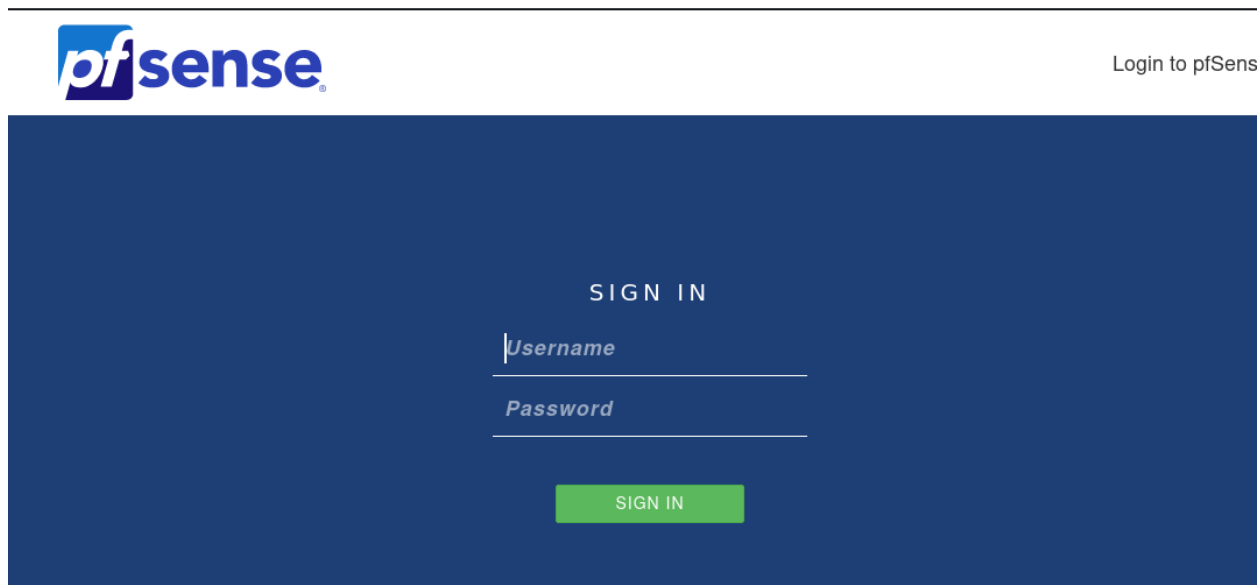 pfsense®
Login to pfSens
SIGN IN
Username
Password
SIGN IN